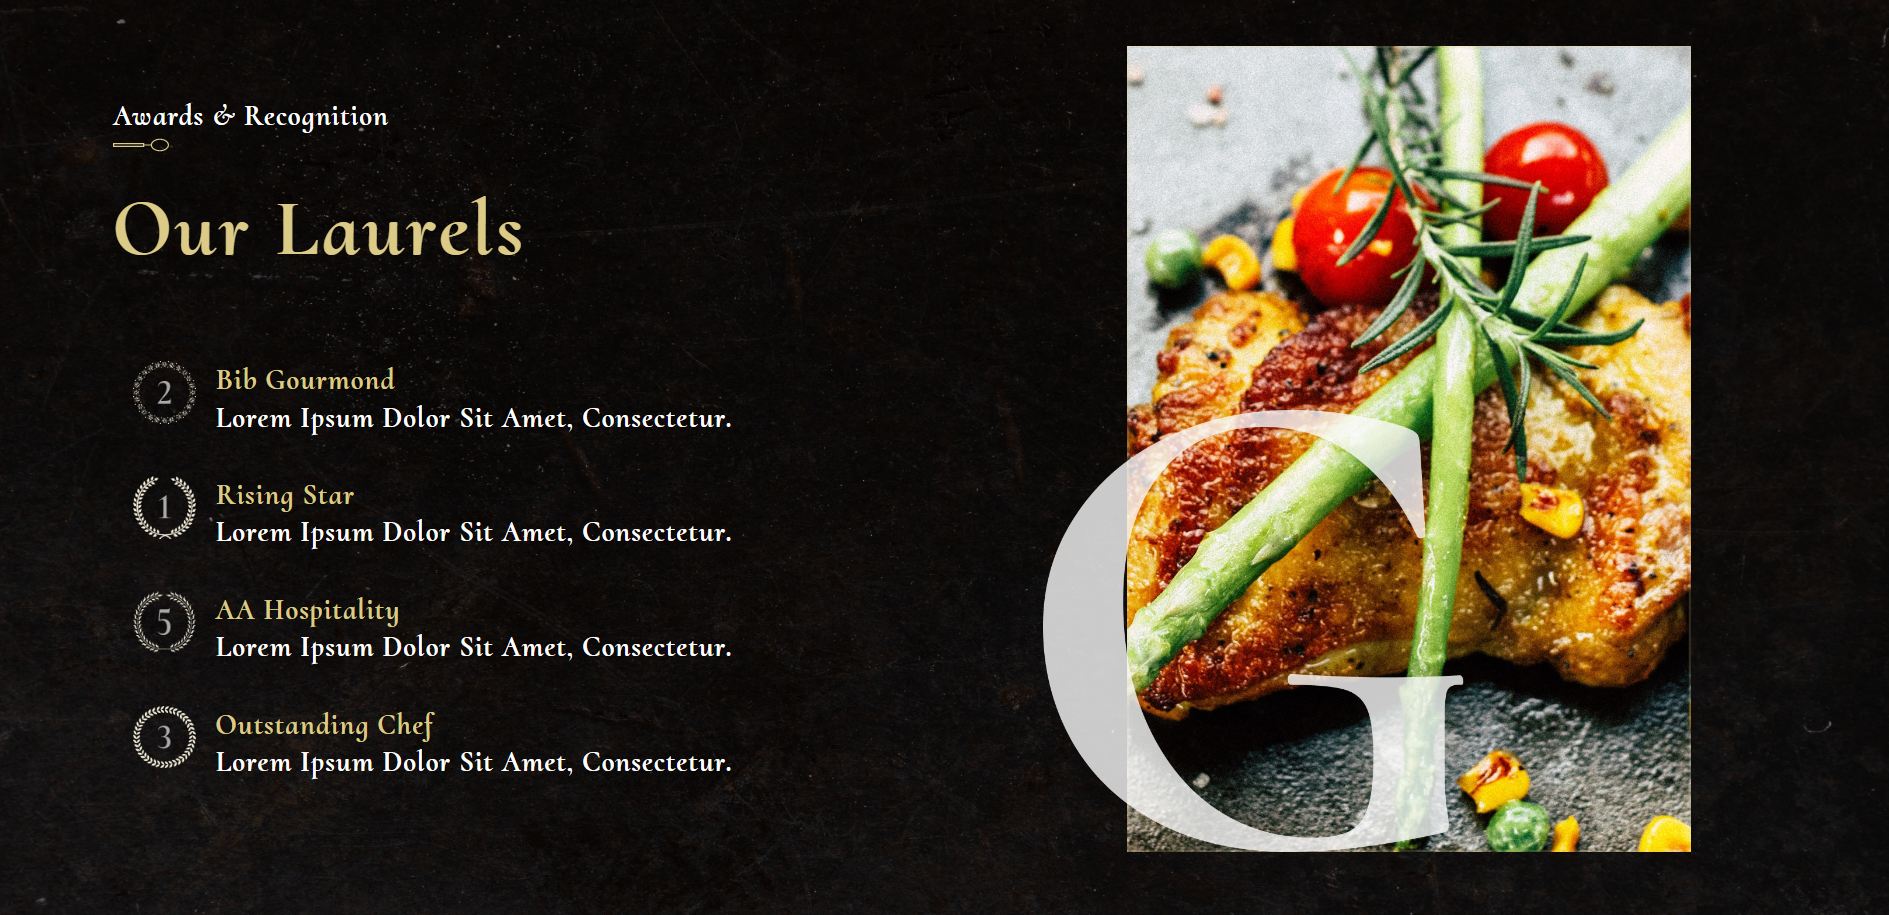 Awards & Recognition
Our Laurels
2
Bib Gourmond
Lorem Ipsum Dolor Sit Amet, Consectetur.
1
Rising Star
Lorem Ipsum Dolor Sit Amet, Consectetur.
5
AA Hospitality
Lorem Ipsum Dolor Sit Amet, Consectetur.
3
Outstanding Chef
Lorem Ipsum Dolor Sit Amet, Consectetur.
G